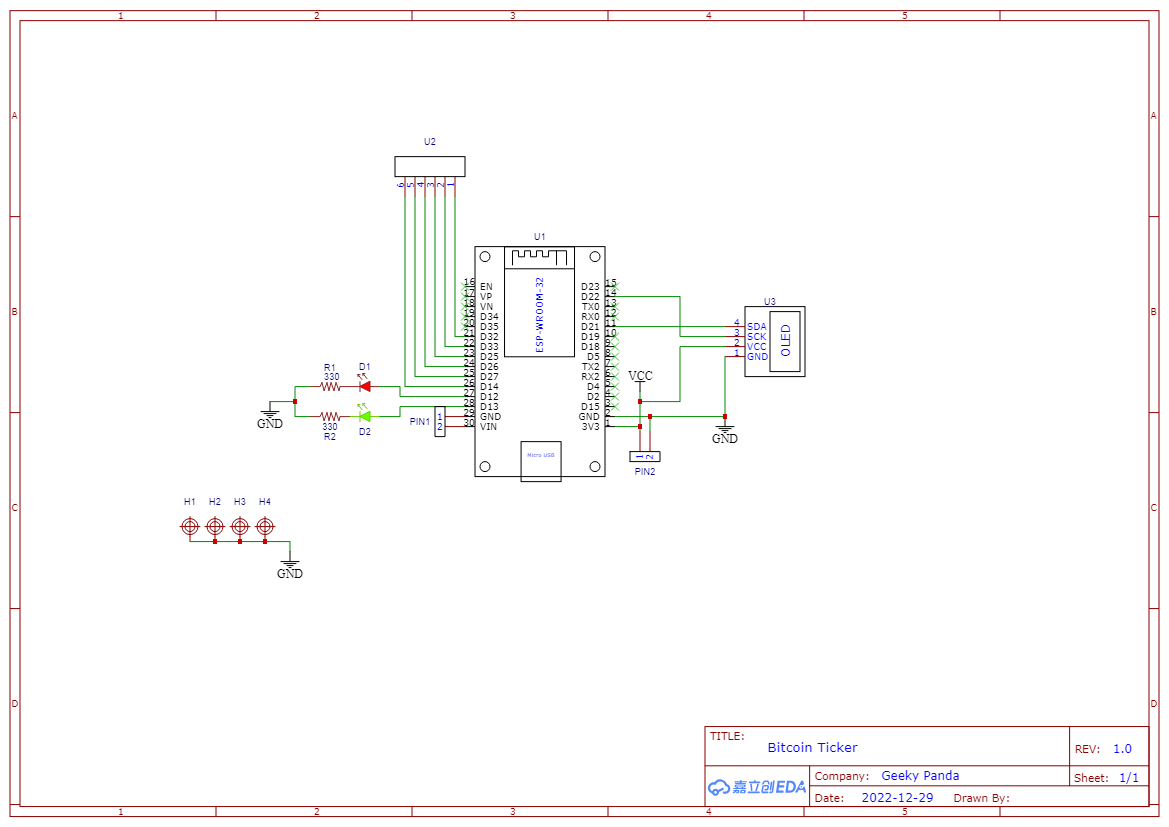 1 2 3 4 5
A A
B B
C C
D D
U2
6 5 4 3 2 1
U1
ESP-WROOM-32
16 EN D23 15
17 VP D22 14
18 VN TX0 13
19 D34 RX0 12
20 D35 D21 11
21 D32 D19 10
22 D33 D18 9
23 D25 D5 8
24 D26 TX2 7
25 D27 RX2 6
26 D14 D4 5
27 D12 D2 4
28 D13 D15 3
29 GND GND 2
30 VIN 3V3 1
Micro USB
U3
4 SDA
3 SCK
2 VCC
1 GND
OLED
R1
330
D1
330
R2
D2
GND
PIN1
1
2
VCC
GND
1 2
PIN2
H1 H2 H3 H4
GND
TITLE:
Bitcoin Ticker
REV: 1.0
嘉立创EDA
Company: Geeky Panda
Sheet: 1/1
Date: 2022-12-29 Drawn By:
1 2 3 4 5